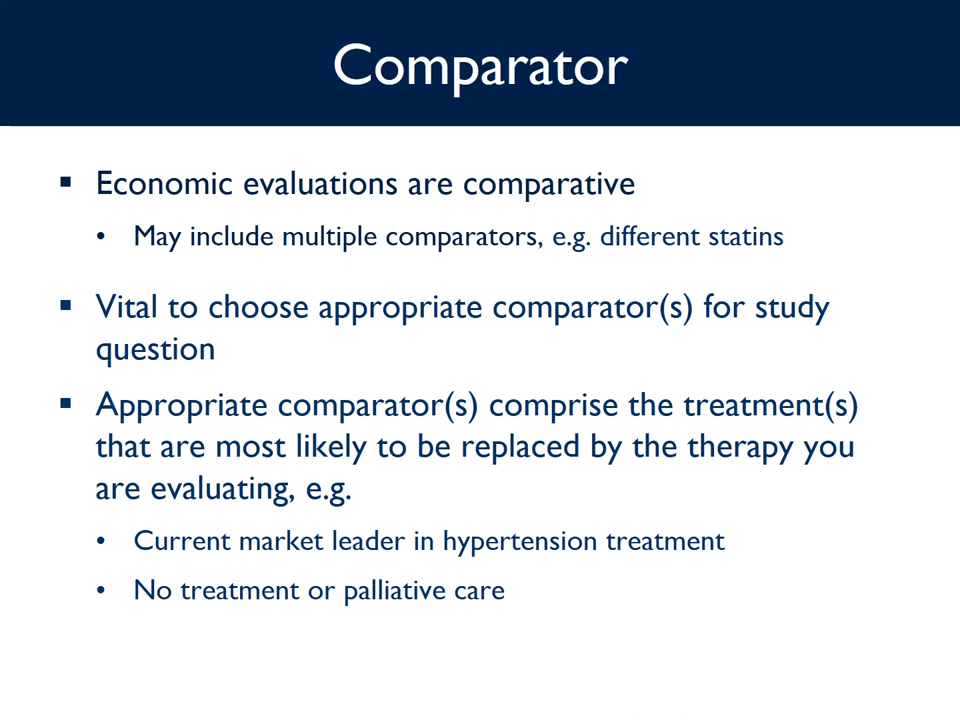 Comparator
▪ Economic evaluations are comparative
• May include multiple comparators, e.g. different statins
▪ Vital to choose appropriate comparator(s) for study
question
▪ Appropriate comparator(s) comprise the treatment(s)
that are most likely to be replaced by the therapy you
are evaluating, e.g.
• Current market leader in hypertension treatment
• No treatment or palliative care